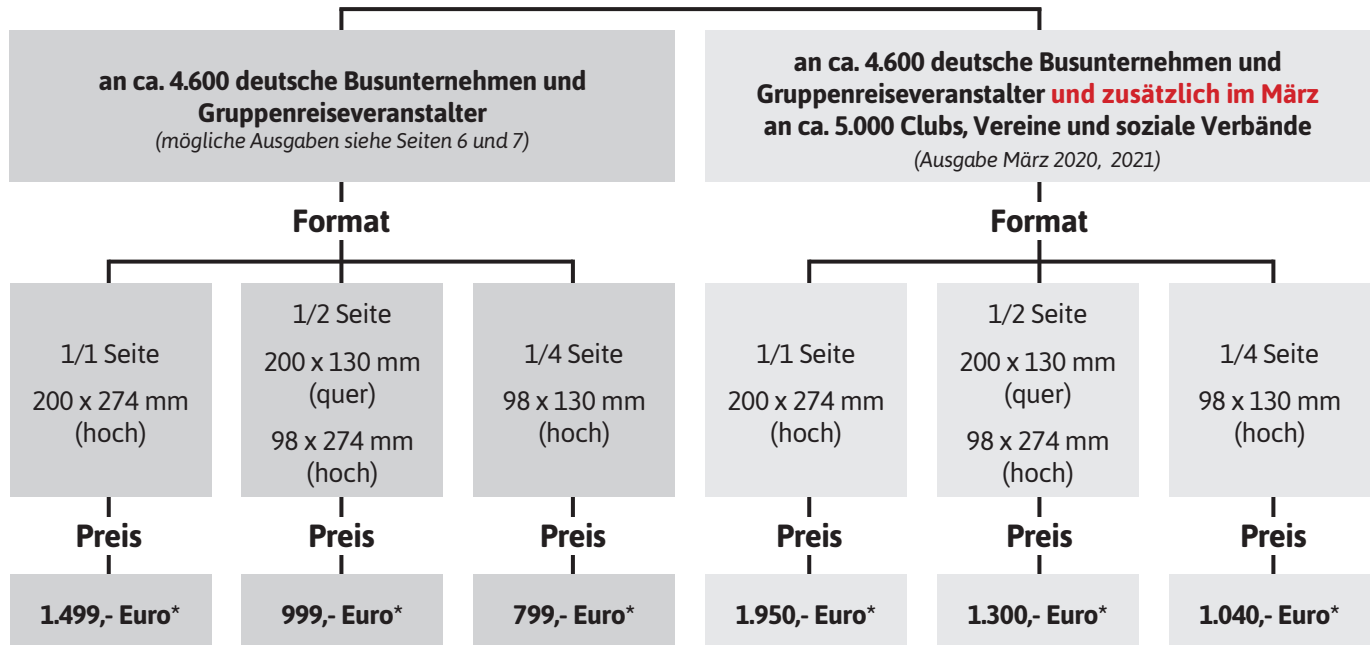 an ca. 4.600 deutsche Busunternehmen und
Gruppenreiseveranstalter
(mögliche Ausgaben siehe Seiten 6 und 7)
Format
1/1 Seite
200 x 274 mm
(hoch)
1/2 Seite
200 x 130 mm
(quer)
98 x 274 mm
(hoch)
1/4 Seite
98 x 130 mm
(hoch)
Preis
Preis
Preis
1.499,- Euro*
999,- Euro*
799,- Euro*
an ca. 4.600 deutsche Busunternehmen und
Gruppenreiseveranstalter und zusätzlich im März
an ca. 5.000 Clubs, Vereine und soziale Verbände
(Ausgabe März 2020, 2021)
Format
1/1 Seite
200 x 274 mm
(hoch)
1/2 Seite
200 x 130 mm
(quer)
98 x 274 mm
(hoch)
1/4 Seite
98 x 130 mm
(hoch)
Preis
Preis
Preis
1.950,- Euro*
1.300,- Euro*
1.040,- Euro*